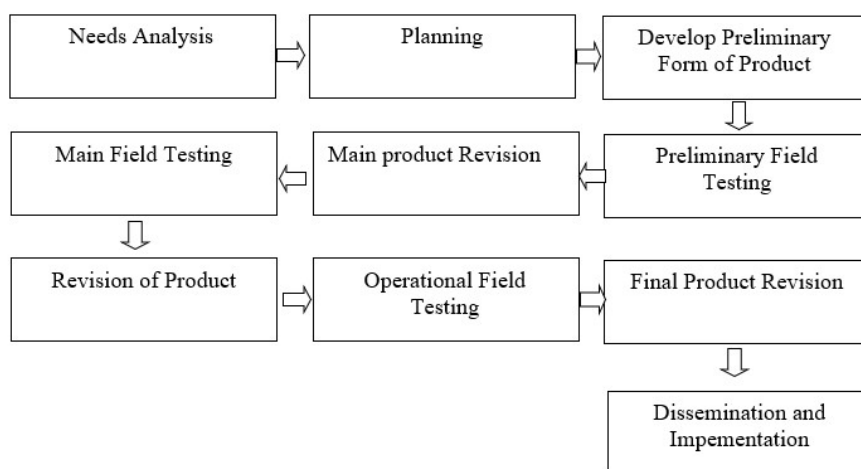 Needs Analysis
Planning
Develop Preliminary
Form of Product
Preliminary Field
Testing
Main product Revision
Main Field Testing
Revision of Product
Operational Field
Testing
Final Product Revision
Dissemination and
Impementation